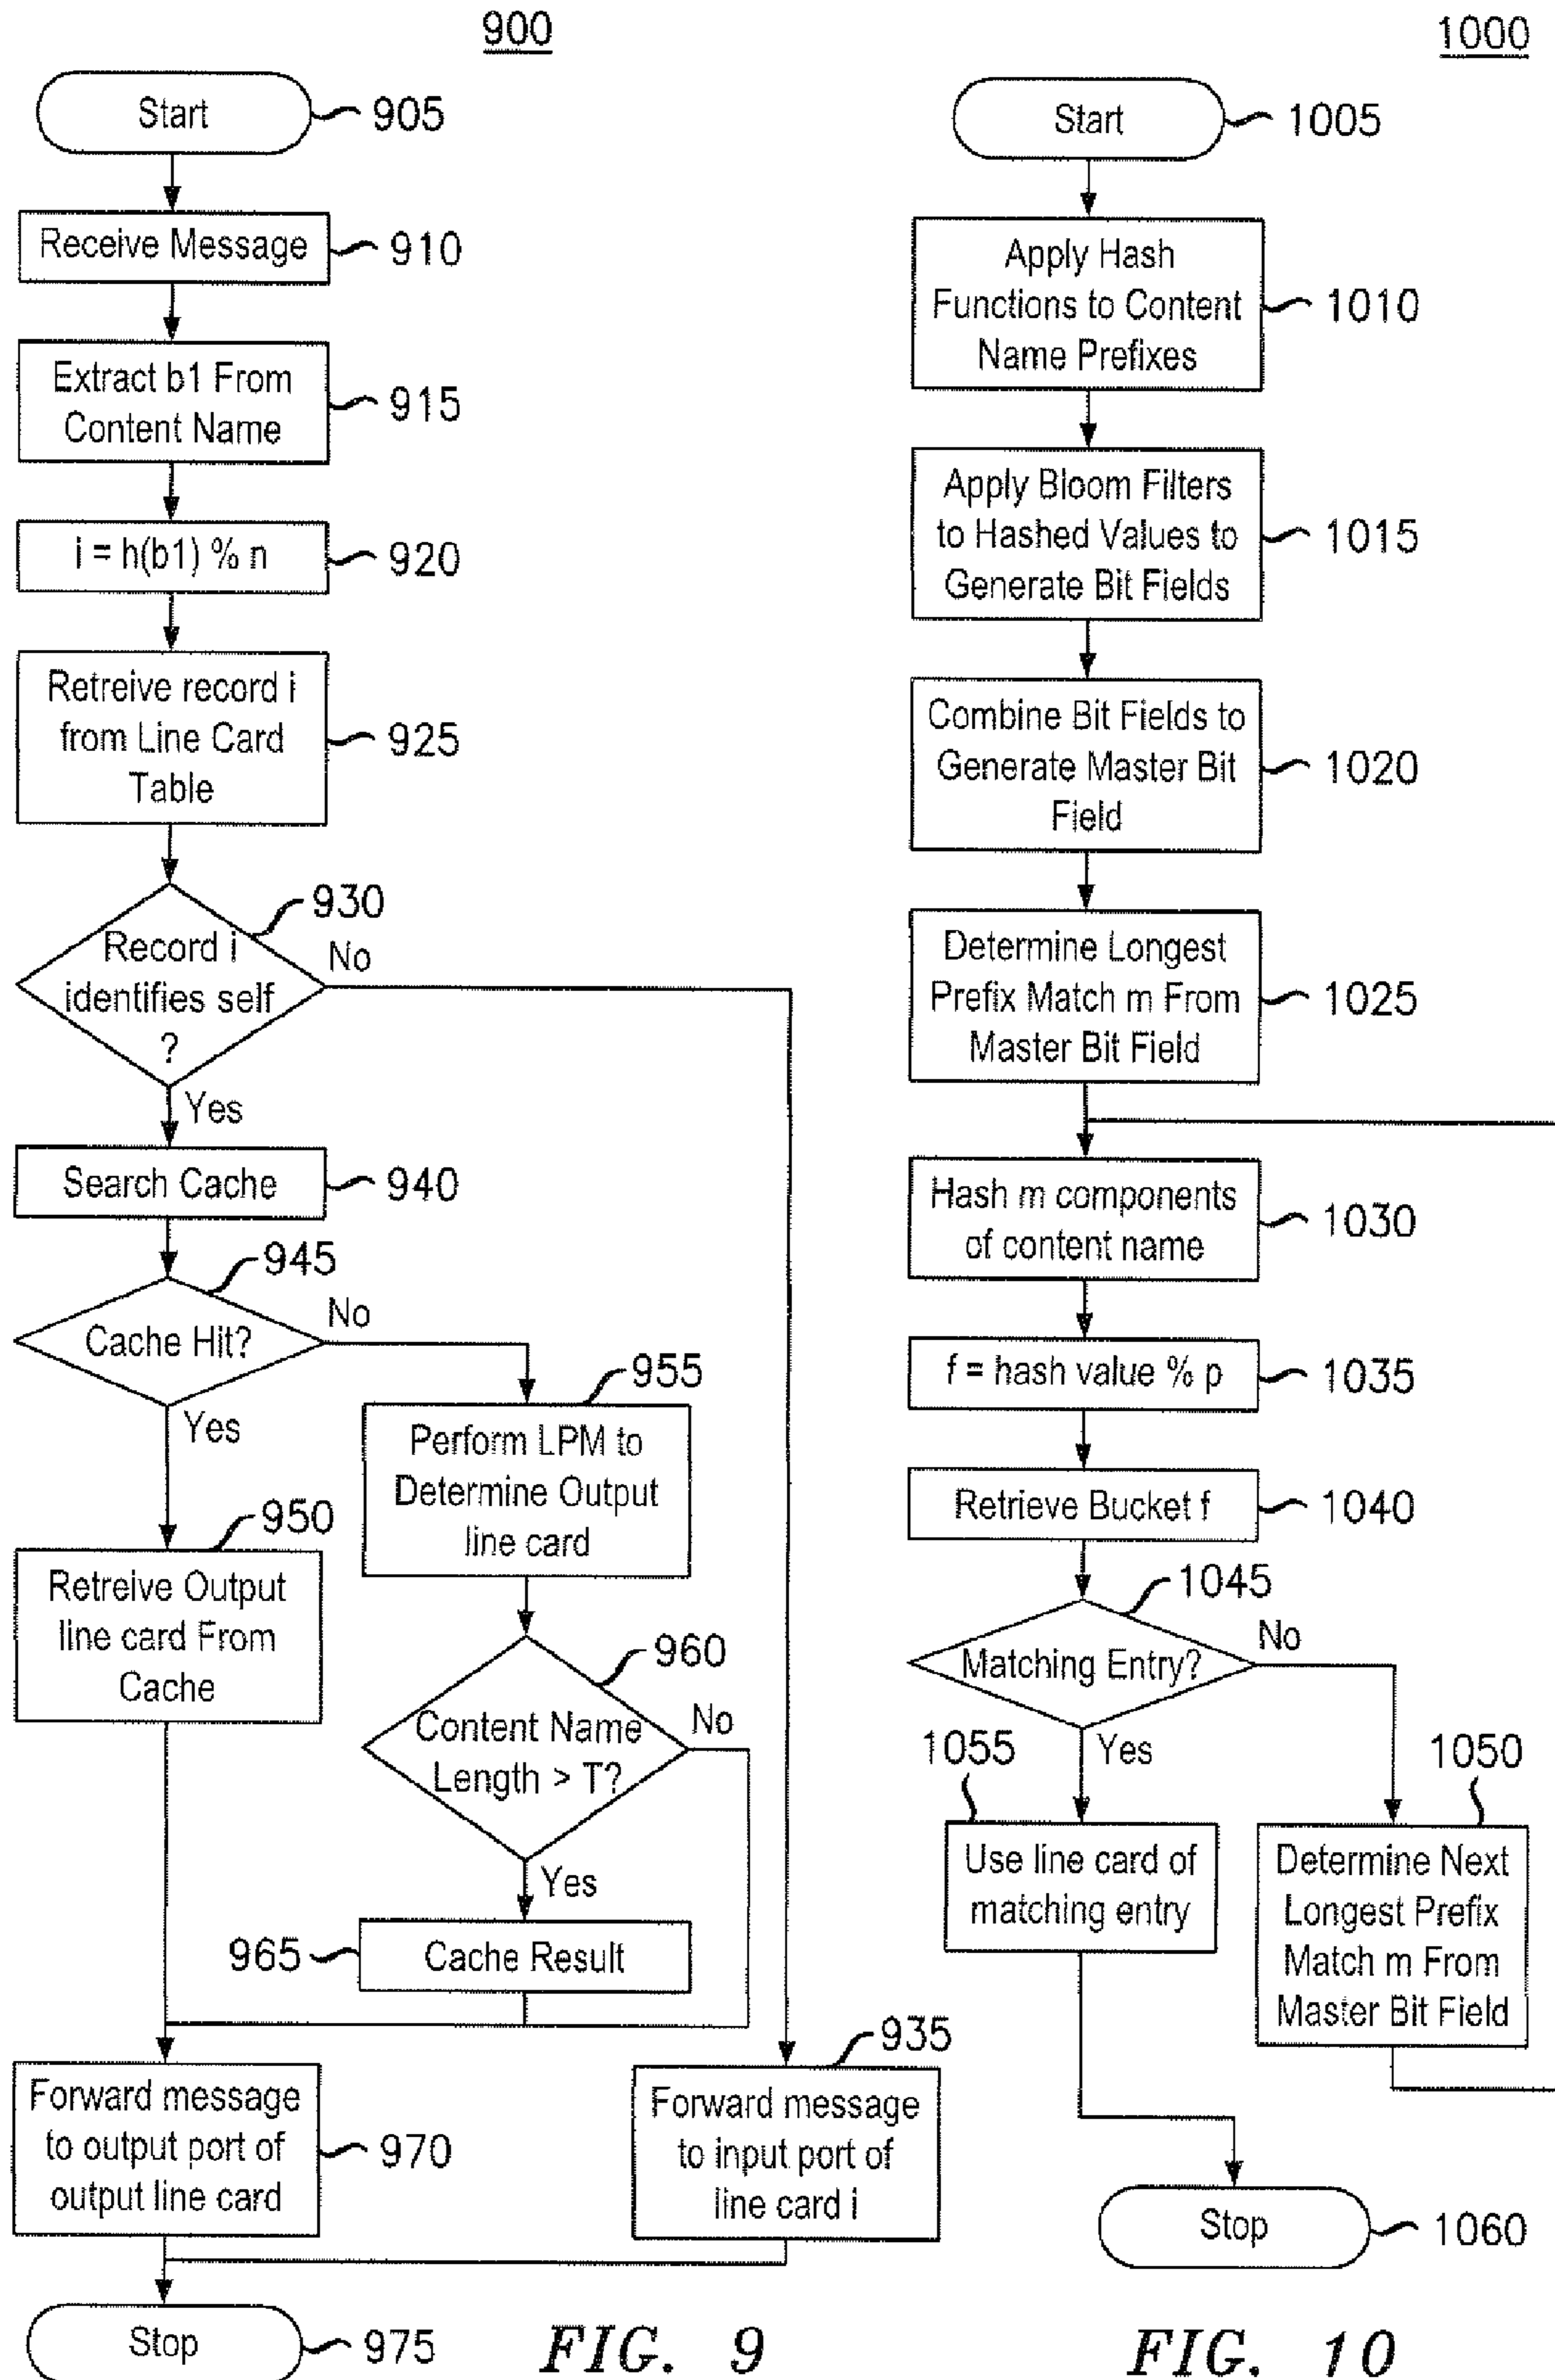 900
Start
905
Receive Message
910
Extract b1 From
Content Name
915
i = h(b1) % n
920
Retreive record i
from Line Card
Table
925
930
Record i
identifies self
?
No
Yes
Search Cache
940
945
Cache Hit?
No
Yes
955
Perform LPM to
Determine Output
line card
950
Retreive Output
line card From
Cache
960
Content Name
Length > T?
No
Yes
965
Cache Result
935
Forward message
to output port of
output line card
970
Forward message
to input port of
line card i
Stop
975
FIG. 9
1000
Start
1005
Apply Hash
Functions to Content
Name Prefixes
1010
Apply Bloom Filters
to Hashed Values to
Generate Bit Fields
1015
Combine Bit Fields to
Generate Master Bit
Field
1020
Determine Longest
Prefix Match m From
Master Bit Field
1025
Hash m components
of content name
1030
f = hash value % p
1035
Retrieve Bucket f
1040
1045
Matching Entry?
No
Yes
1055
Use line card of
matching entry
1050
Determine Next
Longest Prefix
Match m From
Master Bit Field
Stop
1060
FIG. 10